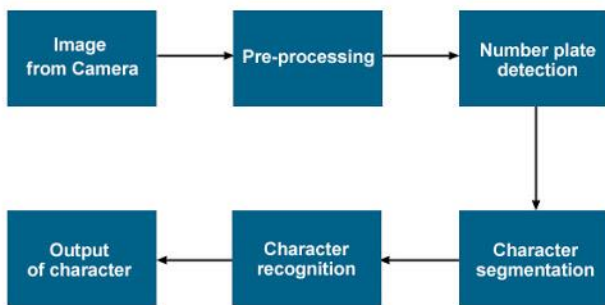 Image
from Camera
Pre-processing
Number plate
detection
Character
segmentation
Character
recognition
Output
of character